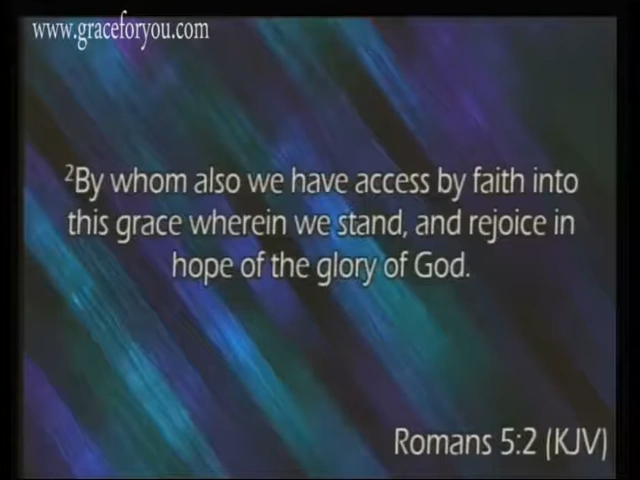 www.graceforyou.com
²By whom also we have access by faith into
this grace wherein we stand, and rejoice in
hope of the glory of God.
Romans 5:2 (KJV)